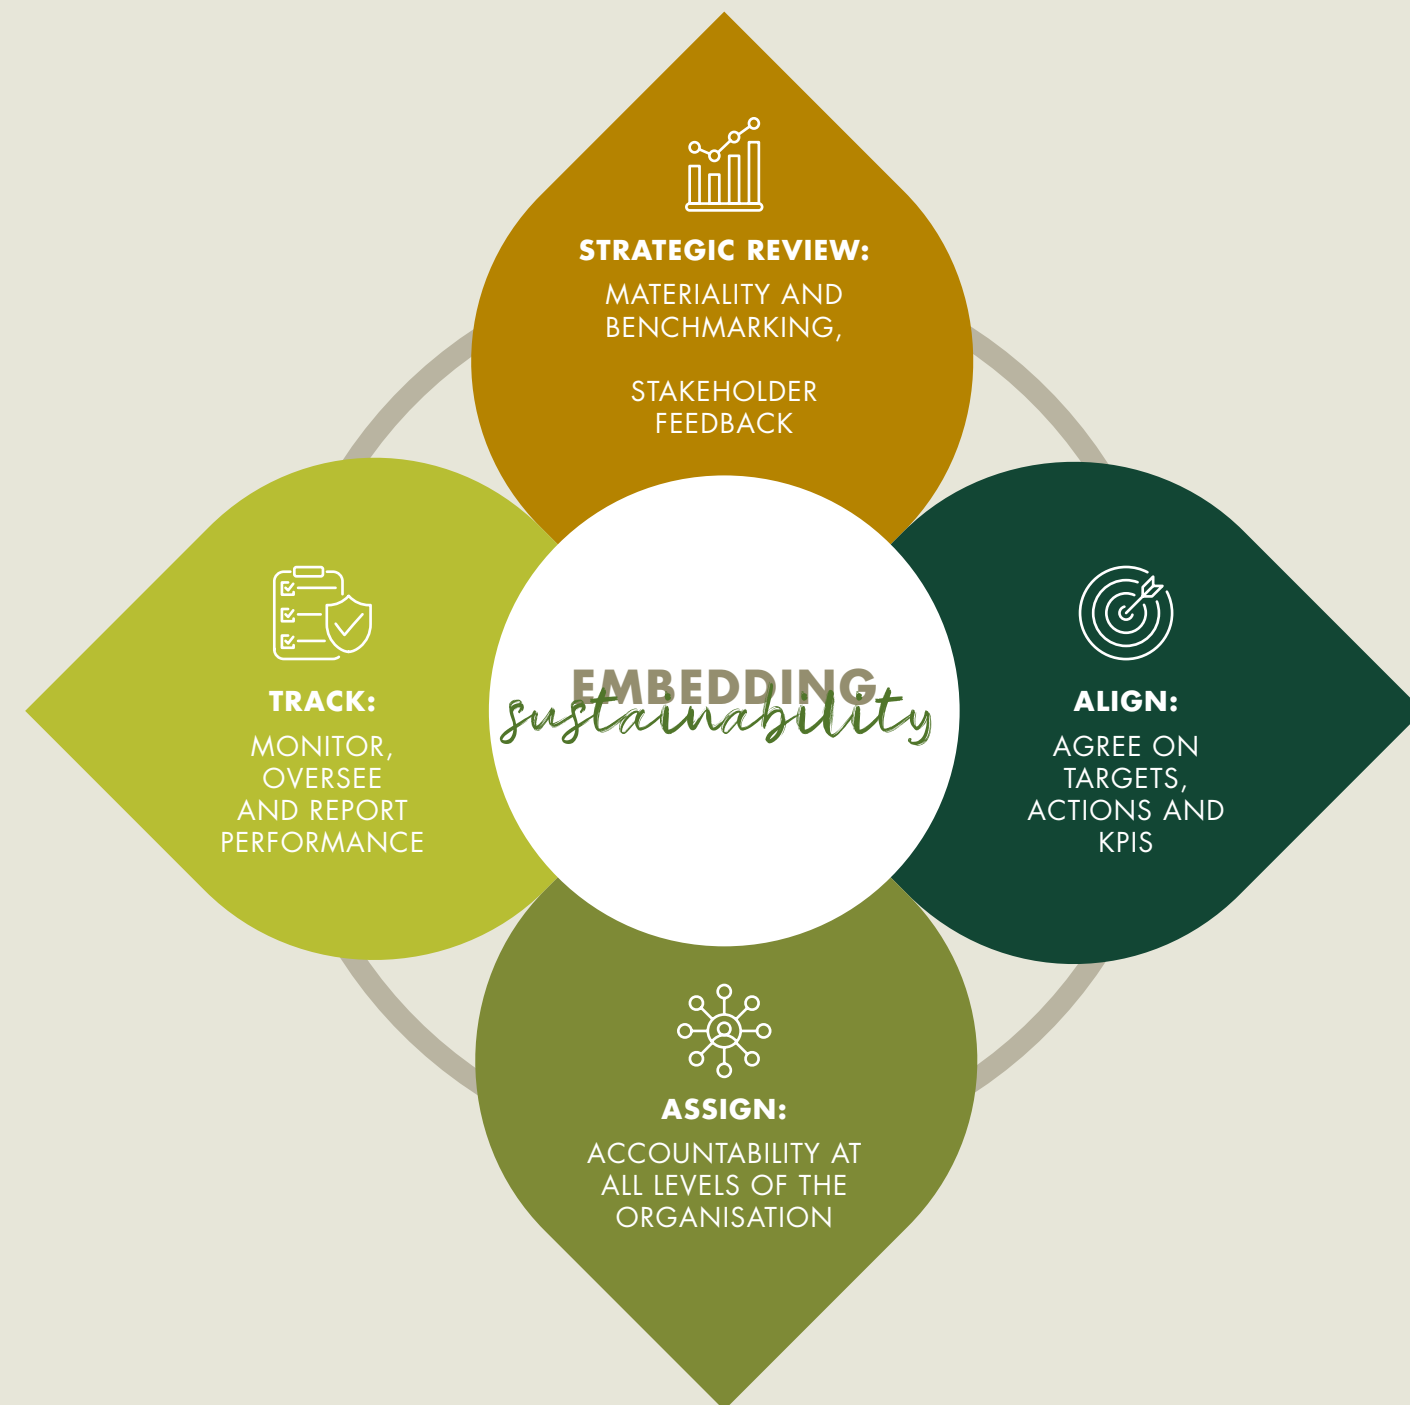 STRATEGIC REVIEW:
MATERIALITY AND
BENCHMARKING,
STAKEHOLDER
FEEDBACK
TRACK:
MONITOR,
OVERSEE
AND REPORT
PERFORMANCE
EMBEDDING
sustainability
ALIGN:
AGREE ON
TARGETS,
ACTIONS AND
KPIS
ASSIGN:
ACCOUNTABILITY AT
ALL LEVELS OF THE
ORGANISATION